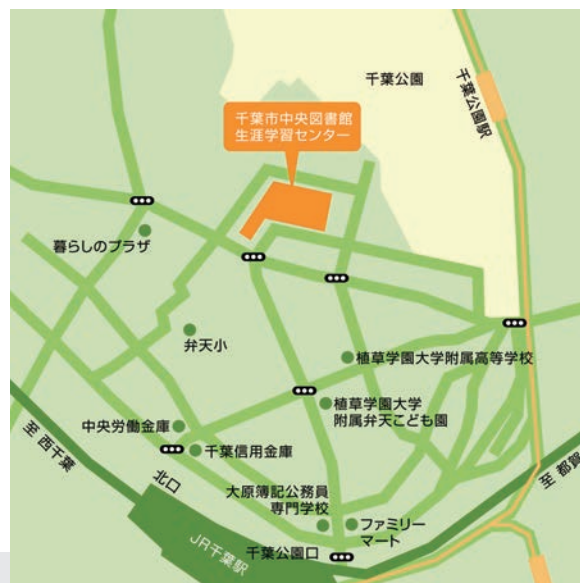 千葉公園
千葉公園駅
千葉市中央図書館
生涯学習センター
暮らしのプラザ
弁天小
植草学園大学附属高等学校
植草学園大学
附属弁天こども園
中央労働金庫
千葉信用金庫
至 西千葉
北口
至 都賀
大原簿記公務員
専門学校
ファミリー
マート
JR千葉駅
千葉公園口